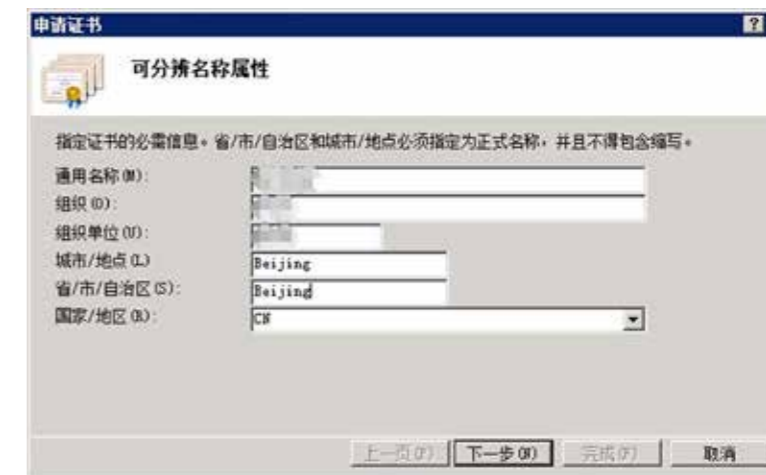 申请证书
?
可分辨名称属性
指定证书的必需信息。省/市/自治区和城市/地点必须指定为正式名称，并且不得包含缩写。
通用名称(M):
组织(O):
组织单位(U):
城市/地点(L) Beijing
省/市/自治区(S): Beijing
国家/地区(R): CN
上一页(P) 下一步(N) 完成(F) 取消